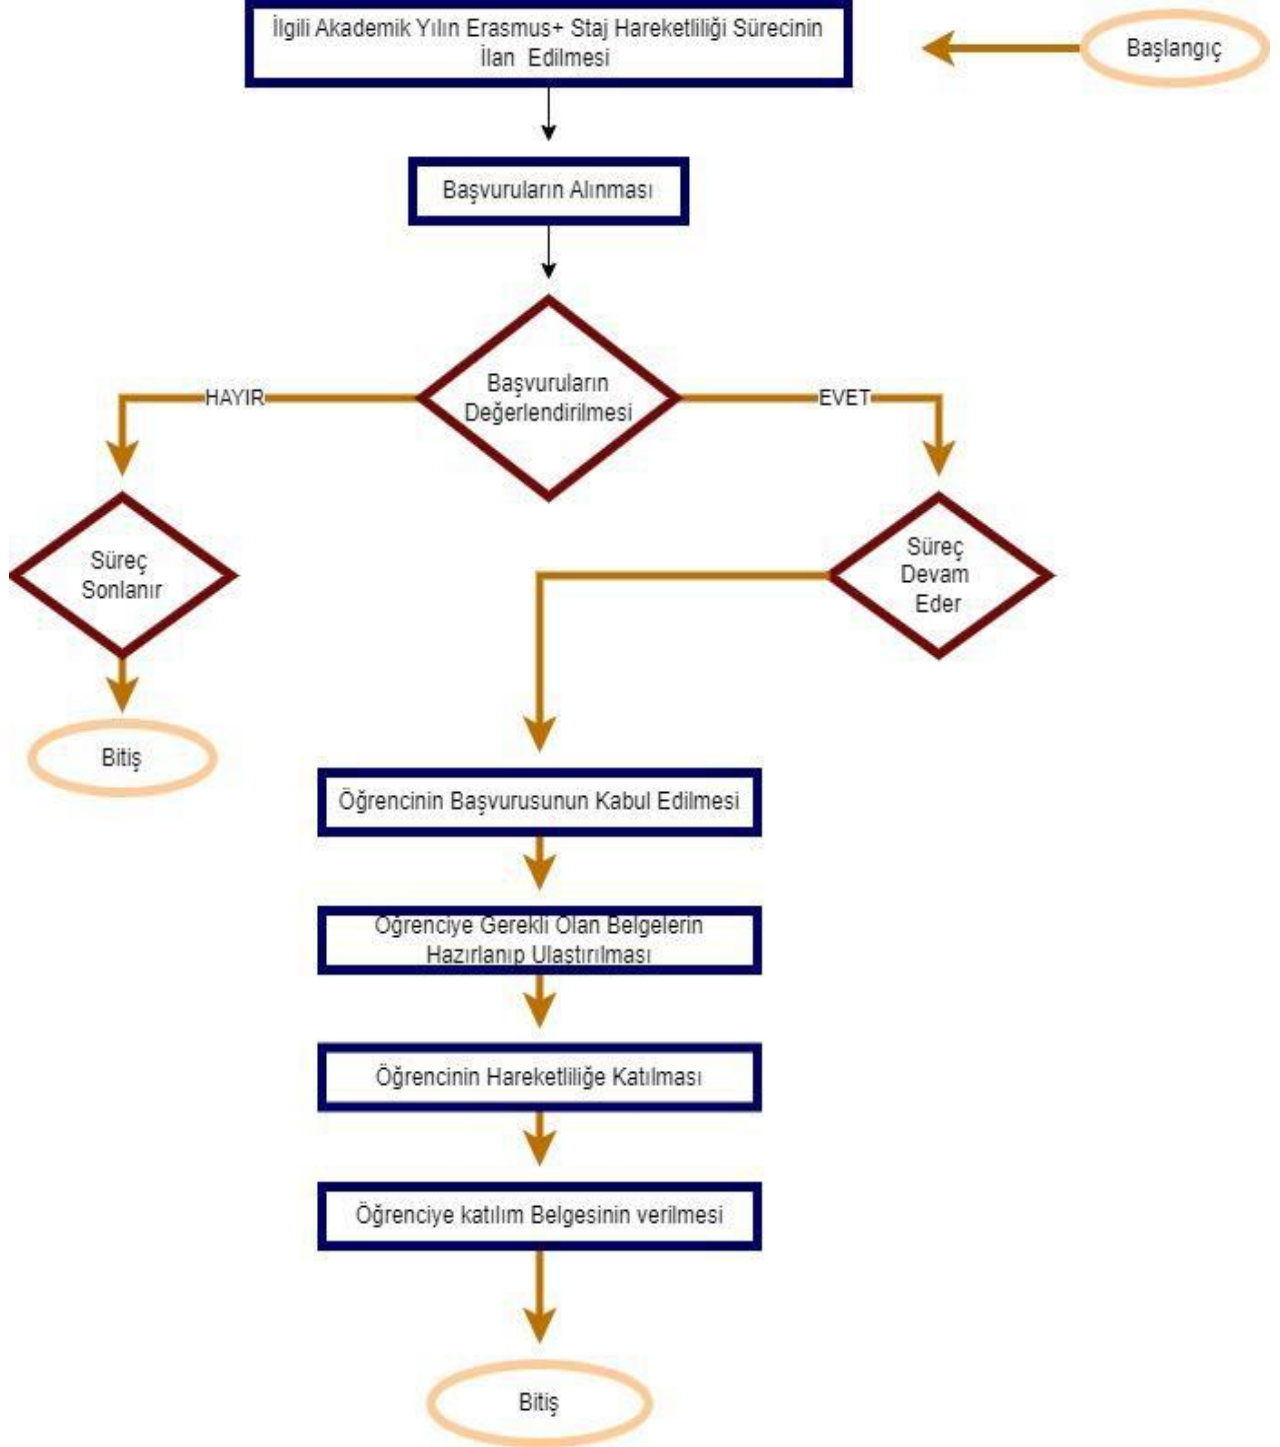 İlgili Akademik Yılın Erasmus+ Staj Hareketliliği Sürecinin
İlan Edilmesi
Başlangıç
Başvuruların Alınması
Başvuruların
Değerlendirilmesi
HAYIR
EVET
Süreç
Sonlanır
Süreç
Devam
Eder
Bitiş
Öğrencinin Başvurusunun Kabul Edilmesi
Öğrenciye Gerekli Olan Belgelerin
Hazırlanıp Ulaştırılması
Öğrencinin Hareketliliğe Katılması
Öğrenciye katılım Belgesinin verilmesi
Bitiş